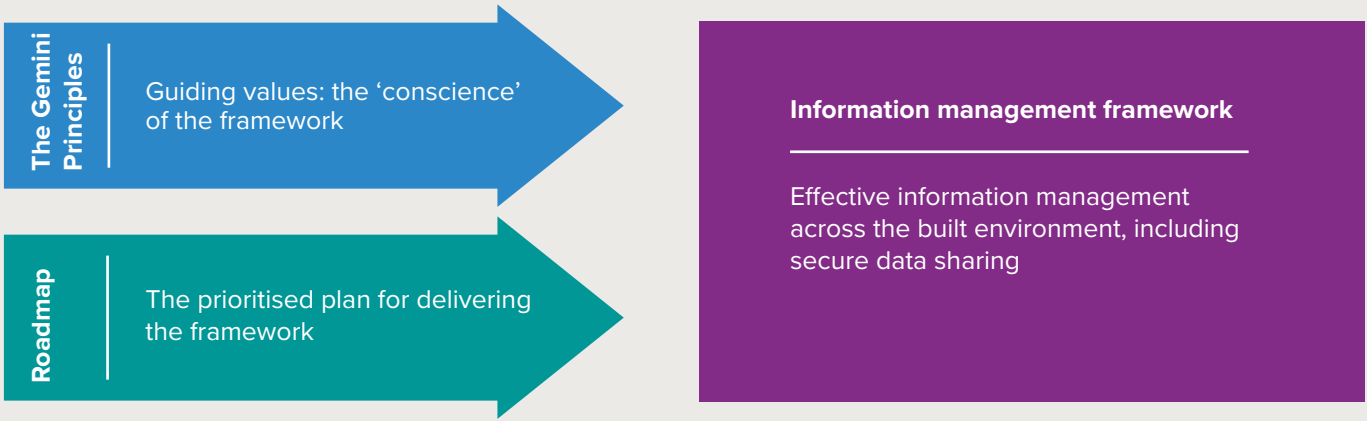 The Gemini
Principles
Guiding values: the ‘conscience’
of the framework
Roadmap
The prioritised plan for delivering
the framework
Information management framework
Effective information management
across the built environment, including
secure data sharing